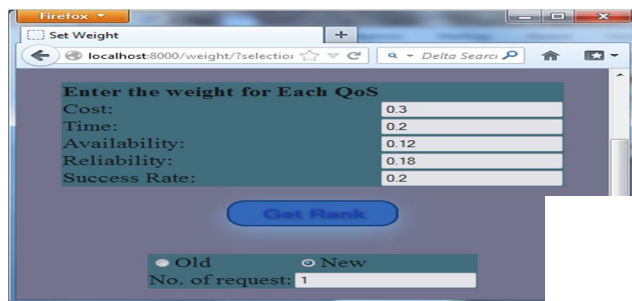 Firefox
Set Weight
localhost:8000/weight/?selection
Delta Searc
Enter the weight for Each QoS
Cost: 0.3
Time: 0.2
Availability: 0.12
Reliability: 0.18
Success Rate: 0.2
Get Rank
Old New
No. of request: 1